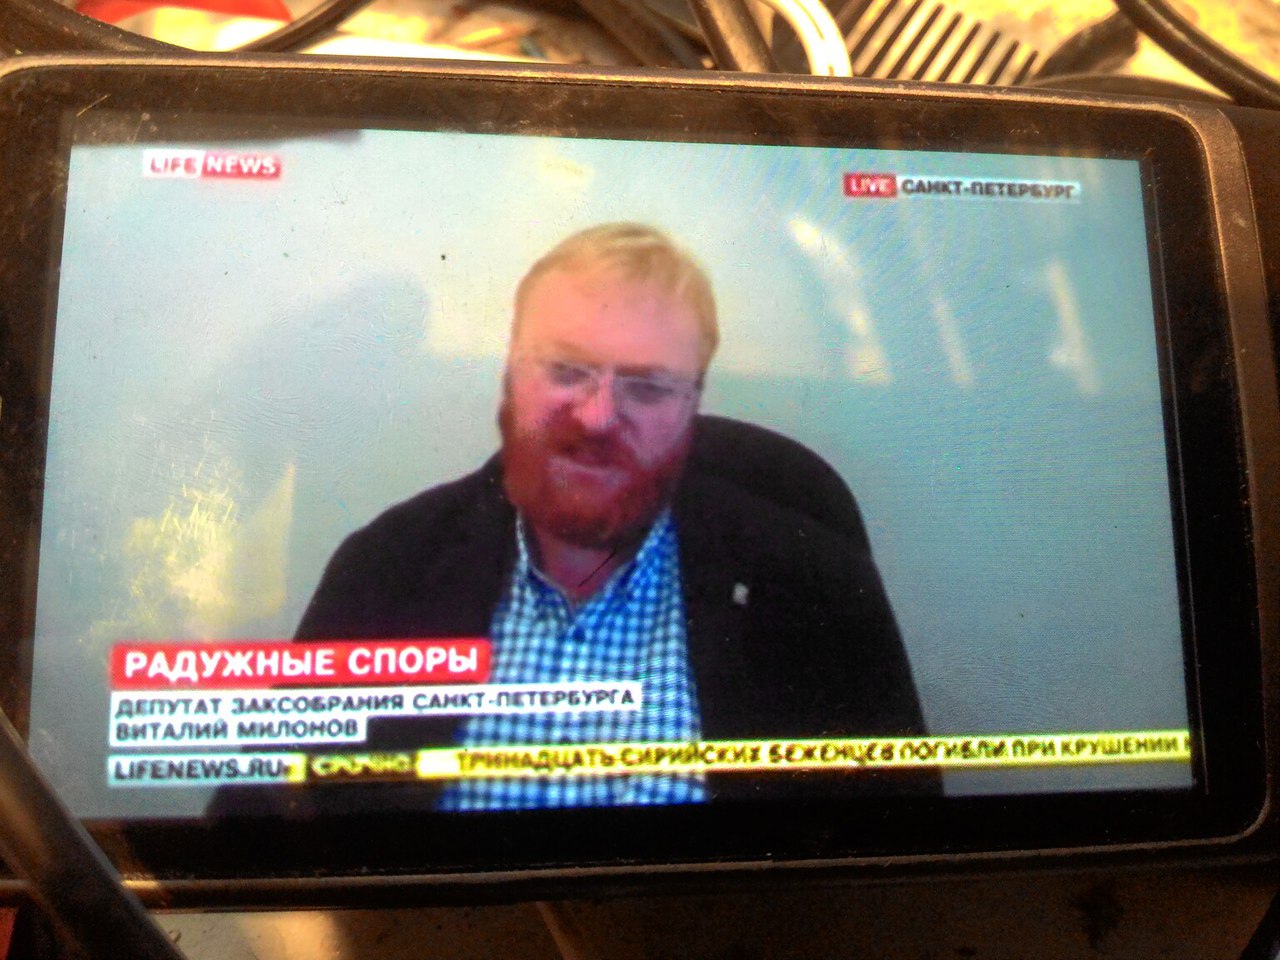 LIFE NEWS
LIVE САНКТ-ПЕТЕРБУРГ
РАДУЖНЫЕ СПОРЫ
ДЕПУТАТ ЗАКСОБРАНИЯ САНКТ-ПЕТЕРБУРГА
ВИТАЛИЙ МИЛОНОВ
LIFENEWS.RU СРОЧНО ТРИНАДЦАТЬ СИРИЙСКИХ БЕЖЕНЦЕВ ПОГИБЛИ ПРИ КРУШЕНИИ